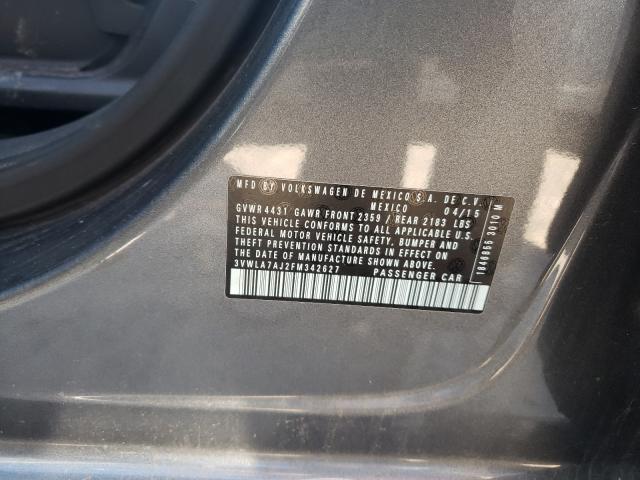 MFD BY VOLKSWAGEN DE MEXICO S.A. DE C.V.
MEXICO 04/15
GVWR 4431 GAWR FRONT 2359 / REAR 2183 LBS
THIS VEHICLE CONFORMS TO ALL APPLICABLE U.S.
FEDERAL MOTOR VEHICLE SAFETY, BUMPER AND
THEFT PREVENTION STANDARDS IN EFFECT ON
THE DATE OF MANUFACTURE SHOWN ABOVE
3VWLA7AJ2FM342627 PASSENGER CAR
3010 M